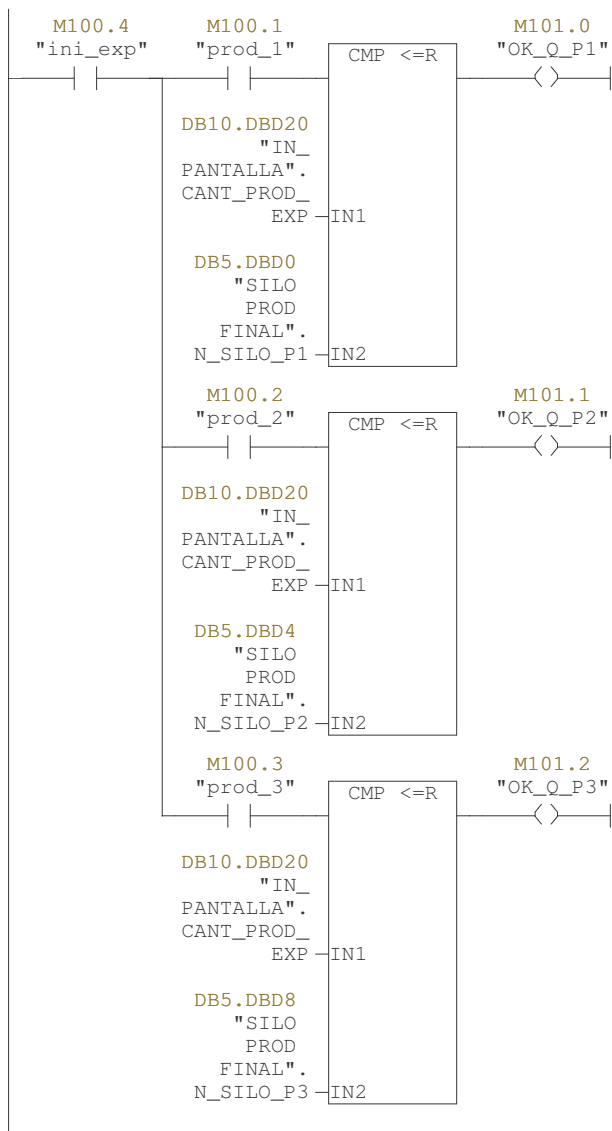 M100.4 M100.1 M101.0
"ini_exp" "prod_1" "OK_Q_P1"
CMP <=R
DB10.DBD20
"IN_
PANTALLA".
CANT_PROD_
EXP IN1
DB5.DBD0
"SILO
PROD
FINAL".
N_SILO_P1 IN2
M100.2 M101.1
"prod_2" "OK_Q_P2"
CMP <=R
DB10.DBD20
"IN_
PANTALLA".
CANT_PROD_
EXP IN1
DB5.DBD4
"SILO
PROD
FINAL".
N_SILO_P2 IN2
M100.3 M101.2
"prod_3" "OK_Q_P3"
CMP <=R
DB10.DBD20
"IN_
PANTALLA".
CANT_PROD_
EXP IN1
DB5.DBD8
"SILO
PROD
FINAL".
N_SILO_P3 IN2